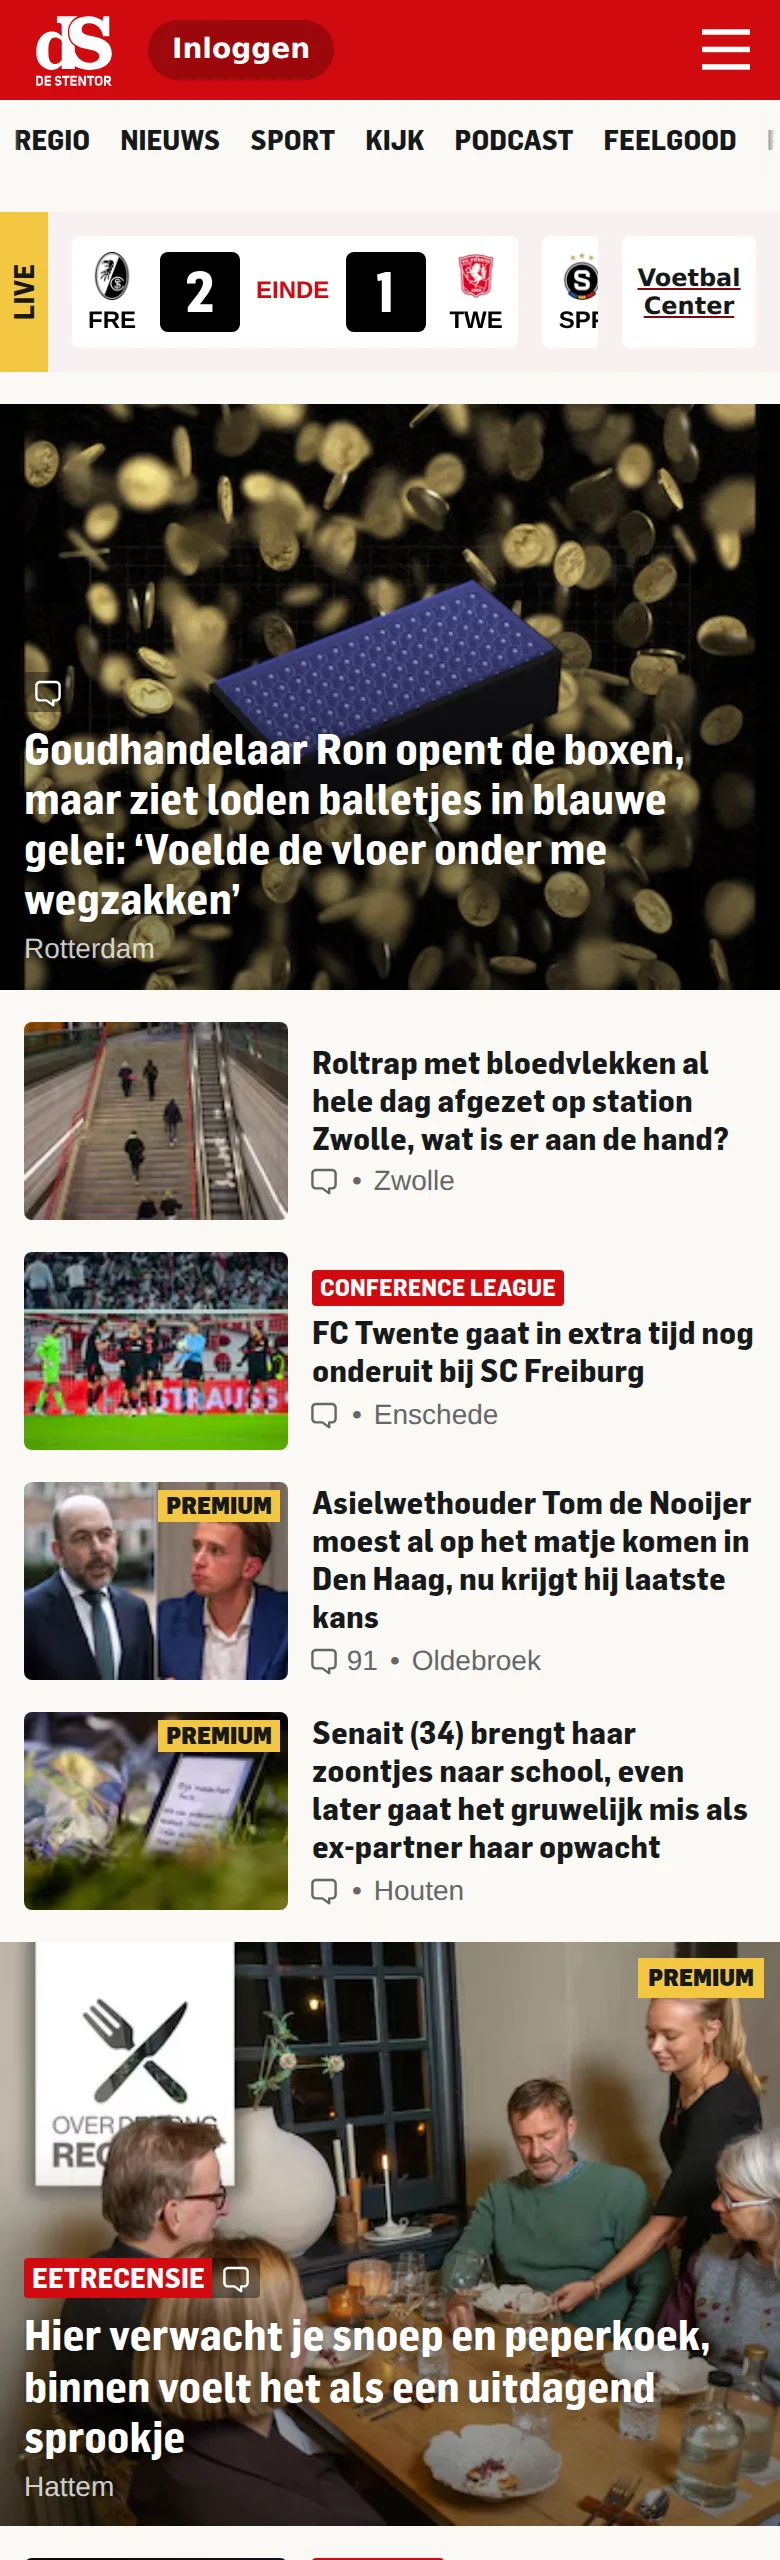 dS
DE STENTOR
Inloggen
REGIO NIEUWS SPORT KIJK PODCAST FEELGOOD
LIVE
FRE 2 EINDE 1 TWE
S
Voetbal
Center
Goudhandelaar Ron opent de boxen,
maar ziet loden balletjes in blauwe
gelei: ‘Voelde de vloer onder me
wegzakken’
Rotterdam
Roltrap met bloedvlekken al
hele dag afgezet op station
Zwolle, wat is er aan de hand?
• Zwolle
STRAUSS
CONFERENCE LEAGUE
FC Twente gaat in extra tijd nog
onderuit bij SC Freiburg
• Enschede
PREMIUM
Asielwethouder Tom de Nooijer
moest al op het matje komen in
Den Haag, nu krijgt hij laatste
kans
91 • Oldebroek
PREMIUM
Senait (34) brengt haar
zoontjes naar school, even
later gaat het gruwelijk mis als
ex-partner haar opwacht
• Houten
PREMIUM
OVER DE TONG
EETRECENSIE
Hier verwacht je snoep en peperkoek,
binnen voelt het als een uitdagend
sprookje
Hattem